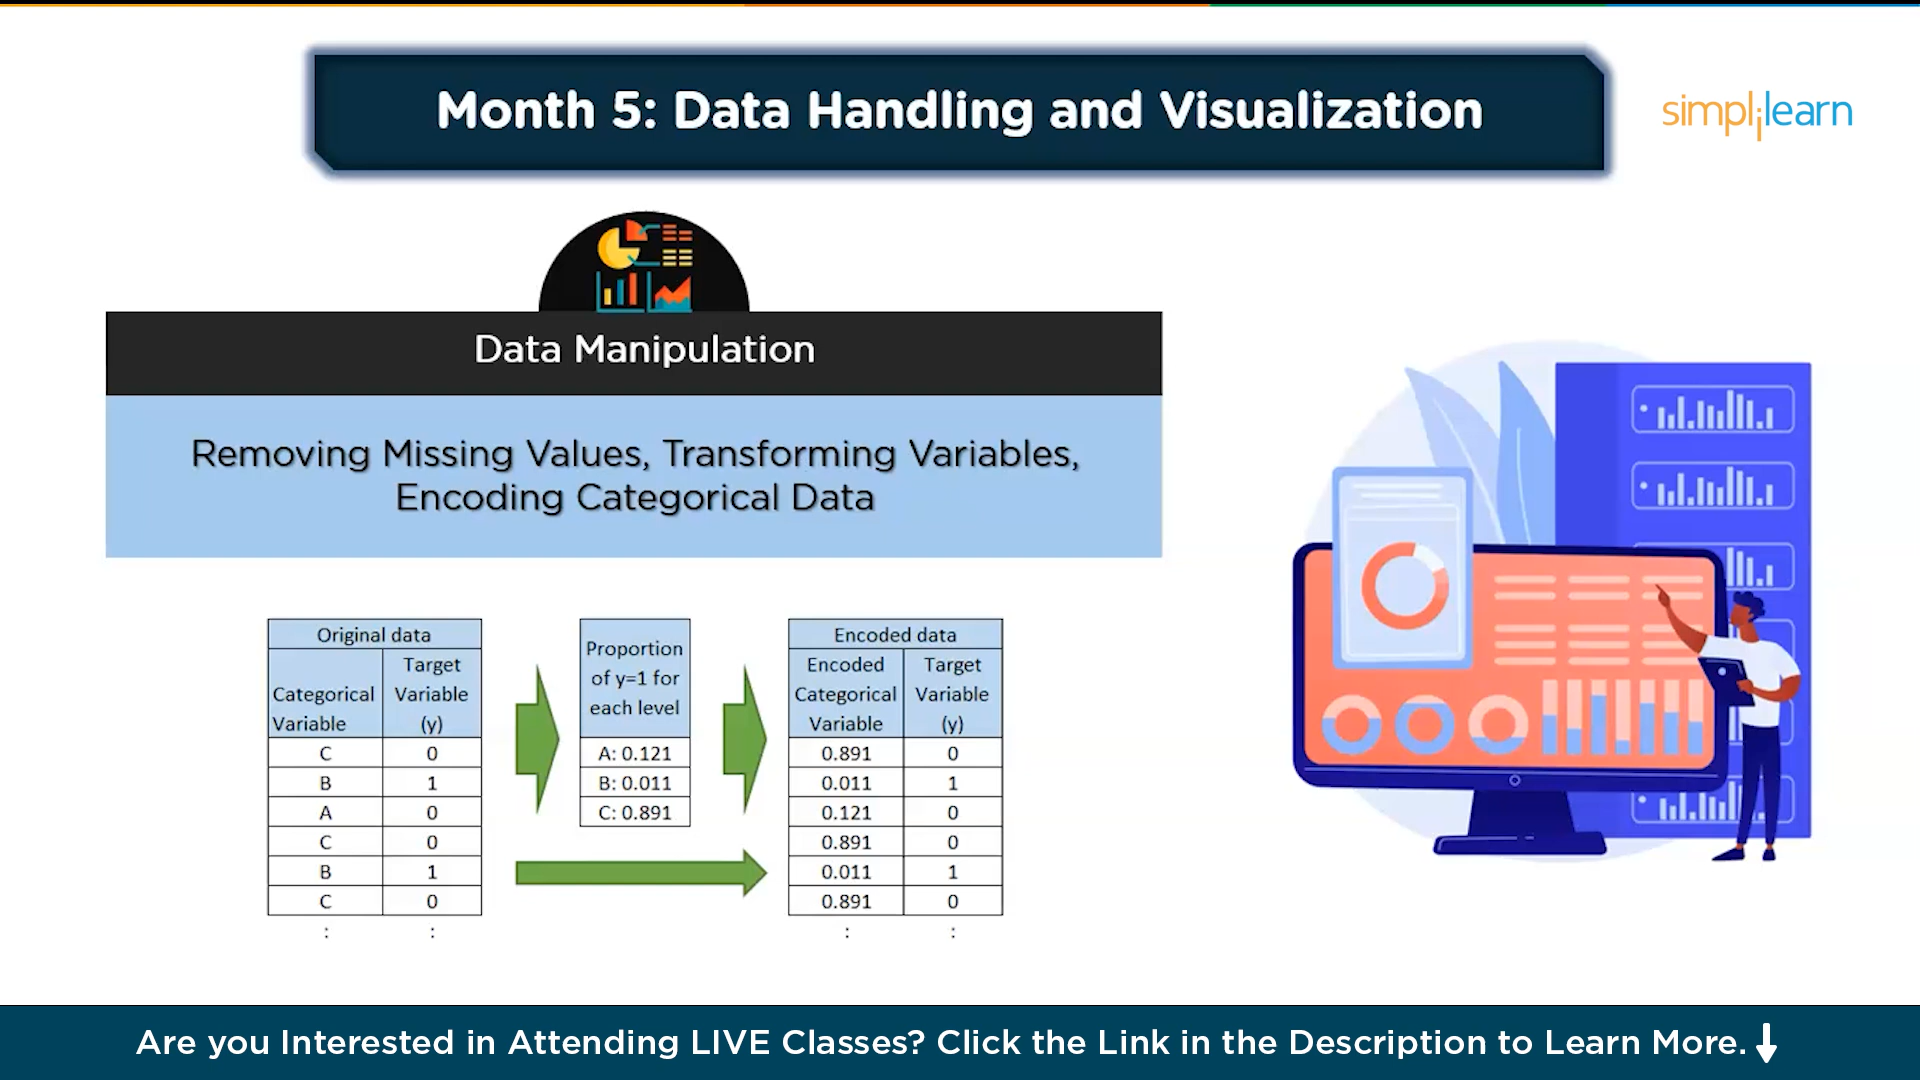 Month 5: Data Handling and Visualization
simplilearn
Data Manipulation
Removing Missing Values, Transforming Variables,
Encoding Categorical Data
Original data
Categorical Variable Target Variable (y)
C 0
B 1
A 0
C 0
B 1
C 0
: :
Proportion
of y=1 for
each level
A: 0.121
B: 0.011
C: 0.891
Encoded data
Encoded Categorical Variable Target Variable (y)
0.891 0
0.011 1
0.121 0
0.891 0
0.011 1
0.891 0
: :
Are you Interested in Attending LIVE Classes? Click the Link in the Description to Learn More.